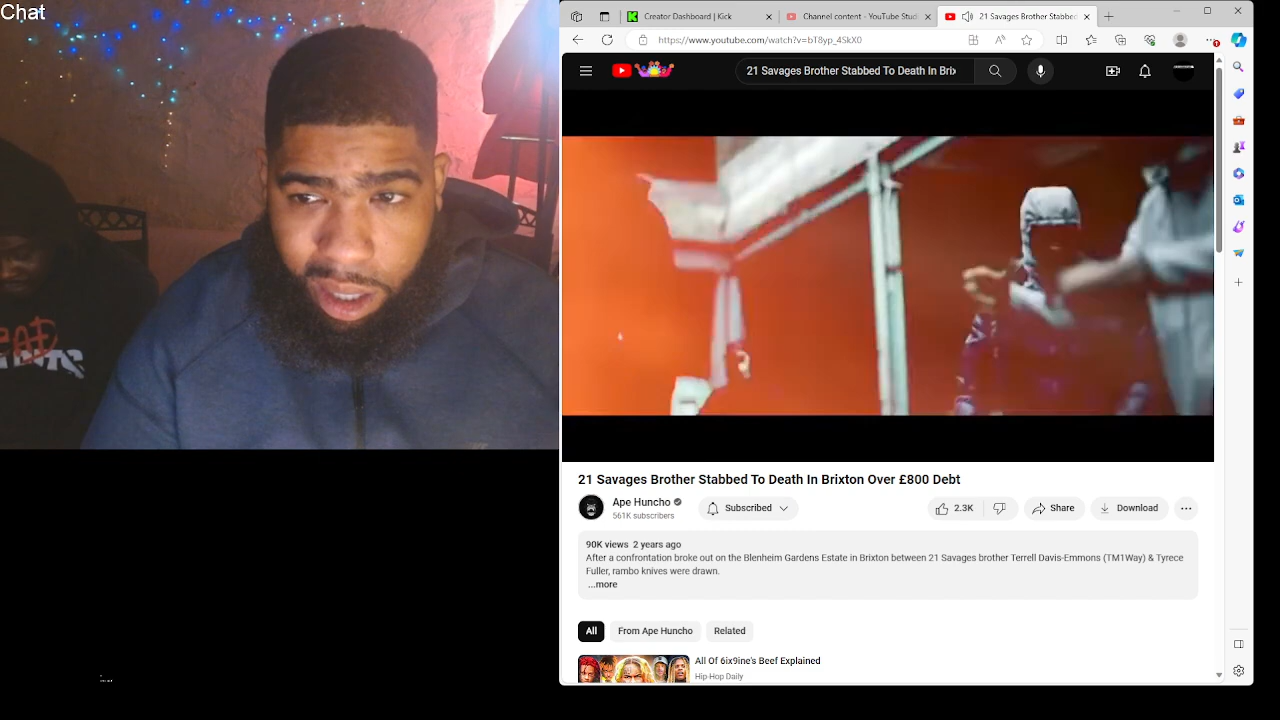 Chat
Creator Dashboard | Kick
Channel content - YouTube Stud
21 Savages Brother Stabbed
https://www.youtube.com/watch?v=bT8yp_4SkX0
21 Savages Brother Stabbed To Death In Brix
21 Savages Brother Stabbed To Death In Brixton Over £800 Debt
Ape Huncho
561K subscribers
Subscribed
2.3K
Share
Download
90K views 2 years ago
After a confrontation broke out on the Blenheim Gardens Estate in Brixton between 21 Savages brother Terrell Davis-Emmons (TM1Way) & Tyrece
Fuller, rambo knives were drawn.
...more
All
From Ape Huncho
Related
All Of 6ix9ine's Beef Explained
Hip-Hop Daily